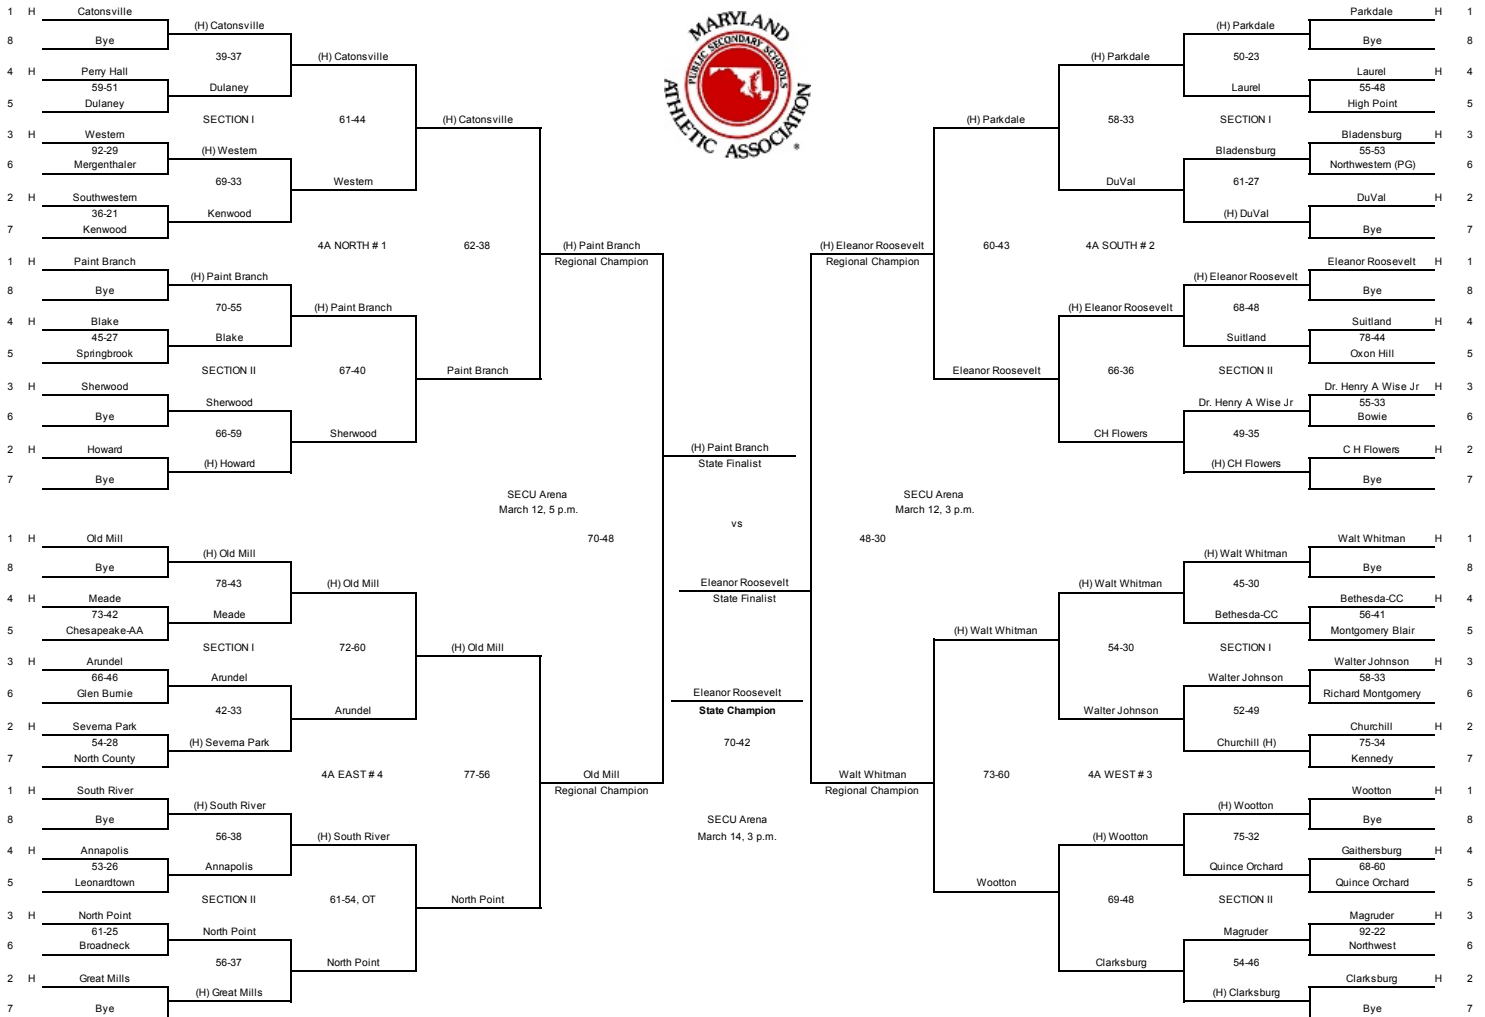 MARYLAND
PUBLIC SECONDARY SCHOOLS
ATHLETIC ASSOCIATION
®
1 H Catonsville
8 Bye
(H) Catonsville
39-37
4 H Perry Hall
59-51
5 Dulaney
Dulaney
SECTION I
(H) Catonsville
61-44
3 H Western
92-29
6 Mergenthaler
(H) Western
69-33
2 H Southwestern
36-21
7 Kenwood
Kenwood
Western
(H) Catonsville
4A NORTH # 1
62-38
1 H Paint Branch
8 Bye
(H) Paint Branch
70-55
4 H Blake
45-27
5 Springbrook
Blake
SECTION II
(H) Paint Branch
67-40
3 H Sherwood
6 Bye
Sherwood
66-59
2 H Howard
7 Bye
(H) Howard
Sherwood
Paint Branch
(H) Paint Branch
Regional Champion
SECU Arena
March 12, 5 p.m.
70-48
1 H Old Mill
8 Bye
(H) Old Mill
78-43
4 H Meade
73-42
5 Chesapeake-AA
Meade
SECTION I
(H) Old Mill
72-60
3 H Arundel
66-46
6 Glen Burnie
Arundel
42-33
2 H Severna Park
54-28
7 North County
(H) Severna Park
Arundel
(H) Old Mill
4A EAST # 4
77-56
1 H South River
8 Bye
(H) South River
56-38
4 H Annapolis
53-26
5 Leonardtown
Annapolis
SECTION II
(H) South River
61-54, OT
3 H North Point
61-25
6 Broadneck
North Point
56-37
2 H Great Mills
7 Bye
(H) Great Mills
North Point
North Point
Old Mill
Regional Champion
(H) Paint Branch
State Finalist
vs
Eleanor Roosevelt
State Finalist
Eleanor Roosevelt
State Champion
70-42
SECU Arena
March 14, 3 p.m.
Parkdale H 1
Bye 8
(H) Parkdale
50-23
Laurel H 4
55-48
High Point 5
Laurel
SECTION I
(H) Parkdale
58-33
Bladensburg H 3
55-53
Northwestern (PG) 6
Bladensburg
61-27
DuVal H 2
Bye 7
(H) DuVal
DuVal
(H) Parkdale
4A SOUTH # 2
60-43
Eleanor Roosevelt H 1
Bye 8
(H) Eleanor Roosevelt
68-48
Suitland H 4
78-44
Oxon Hill 5
Suitland
SECTION II
(H) Eleanor Roosevelt
66-36
Dr. Henry A Wise Jr H 3
55-33
Bowie 6
Dr. Henry A Wise Jr
49-35
C H Flowers H 2
Bye 7
(H) CH Flowers
CH Flowers
Eleanor Roosevelt
(H) Eleanor Roosevelt
Regional Champion
SECU Arena
March 12, 3 p.m.
48-30
Walt Whitman H 1
Bye 8
(H) Walt Whitman
45-30
Bethesda-CC H 4
56-41
Montgomery Blair 5
Bethesda-CC
SECTION I
(H) Walt Whitman
54-30
Walter Johnson H 3
58-33
Richard Montgomery 6
Walter Johnson
52-49
Churchill H 2
75-34
Kennedy 7
Churchill (H)
Walter Johnson
(H) Walt Whitman
4A WEST # 3
73-60
Wootton H 1
Bye 8
(H) Wootton
75-32
Gaithersburg H 4
68-60
Quince Orchard 5
Quince Orchard
SECTION II
(H) Wootton
69-48
Magruder H 3
92-22
Northwest 6
Magruder
54-46
Clarksburg H 2
Bye 7
(H) Clarksburg
Clarksburg
Wootton
Walt Whitman
Regional Champion